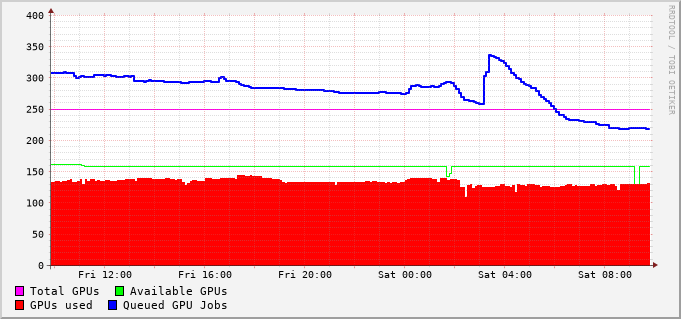 400
350
300
250
200
150
100
50
0
Fri 12:00 Fri 16:00 Fri 20:00 Sat 00:00 Sat 04:00 Sat 08:00
Total GPUs Available GPUs
GPUs used Queued GPU Jobs
RRDTOOL / TOBI OETIKER